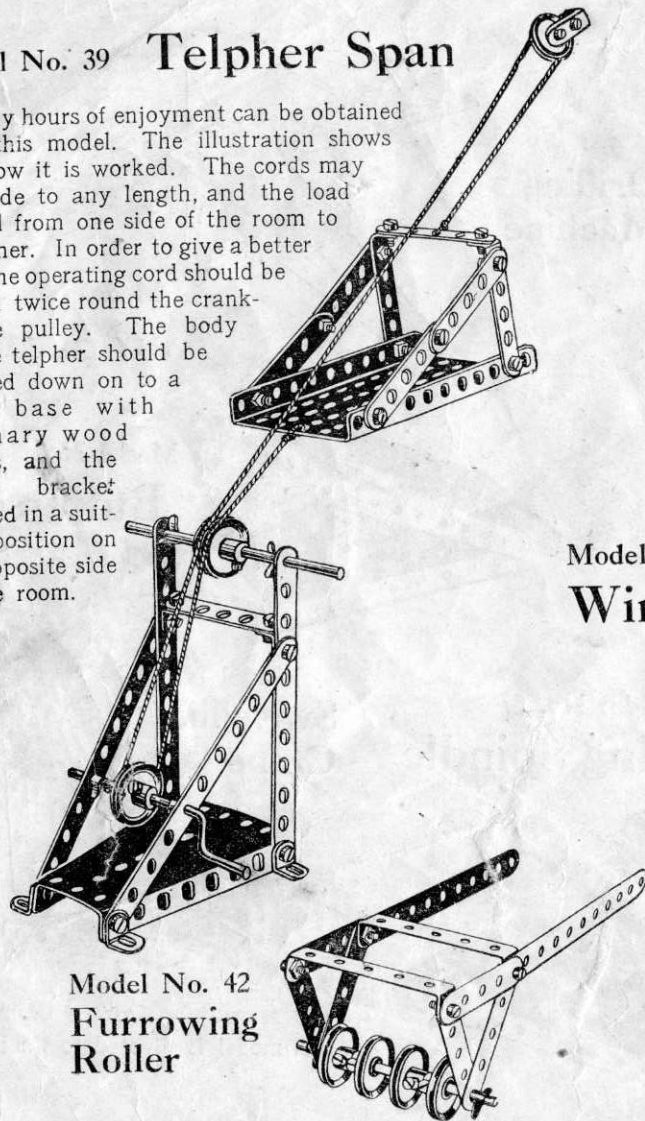 l No. 39 Telpher Span
y hours of enjoyment can be obtained
this model. The illustration shows
ow it is worked. The cords may
de to any length, and the load
d from one side of the room to
her. In order to give a better
he operating cord should be
twice round the crank-
e pulley. The body
e telpher should be
ed down on to a
base with
nary wood
s, and the
bracket
ed in a suit-
position on
pposite side
e room.
Model
Win
Model No. 42
Furrowing
Roller